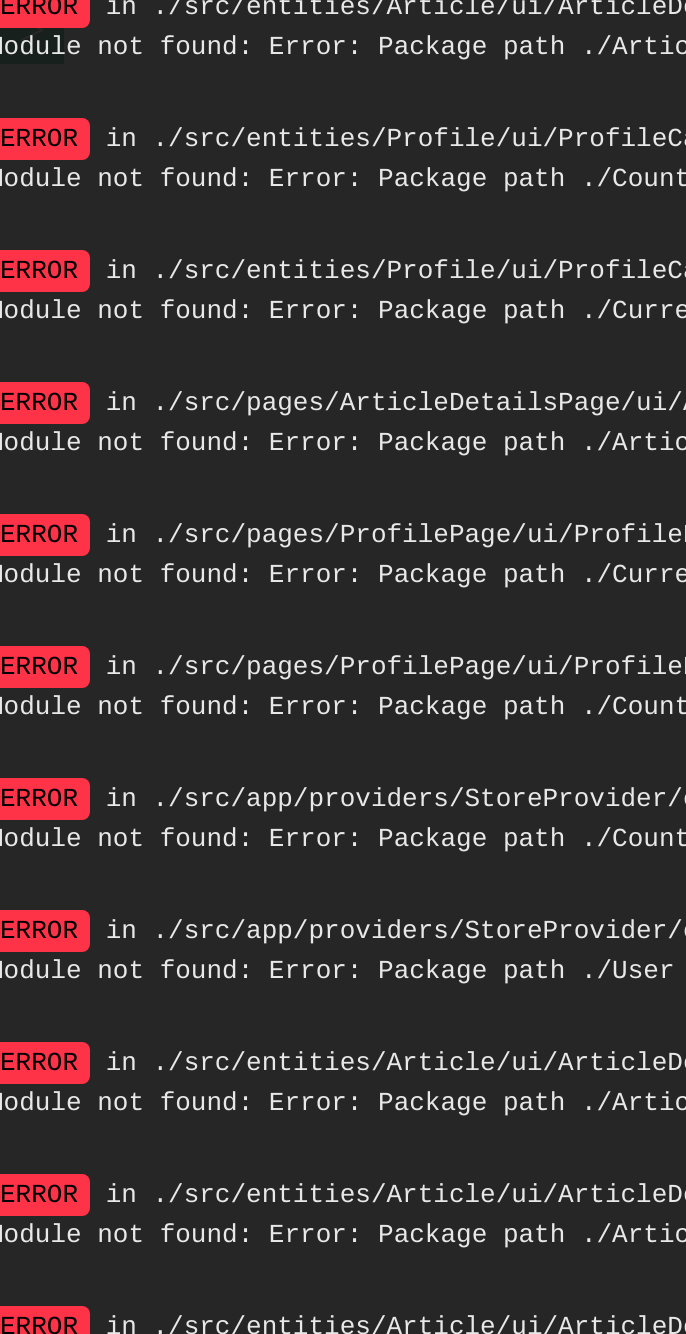 ERROR in ./src/entities/Article/ui/ArticleD
Module not found: Error: Package path ./Artic
ERROR in ./src/entities/Profile/ui/ProfileCa
Module not found: Error: Package path ./Count
ERROR in ./src/entities/Profile/ui/ProfileCa
Module not found: Error: Package path ./Curre
ERROR in ./src/pages/ArticleDetailsPage/ui/A
Module not found: Error: Package path ./Artic
ERROR in ./src/pages/ProfilePage/ui/Profile
Module not found: Error: Package path ./Curre
ERROR in ./src/pages/ProfilePage/ui/Profile
Module not found: Error: Package path ./Count
ERROR in ./src/app/providers/StoreProvider/
Module not found: Error: Package path ./Count
ERROR in ./src/app/providers/StoreProvider/
Module not found: Error: Package path ./User
ERROR in ./src/entities/Article/ui/ArticleD
Module not found: Error: Package path ./Artic
ERROR in ./src/entities/Article/ui/ArticleD
Module not found: Error: Package path ./Artic
ERROR in ./src/entities/Article/ui/ArticleD